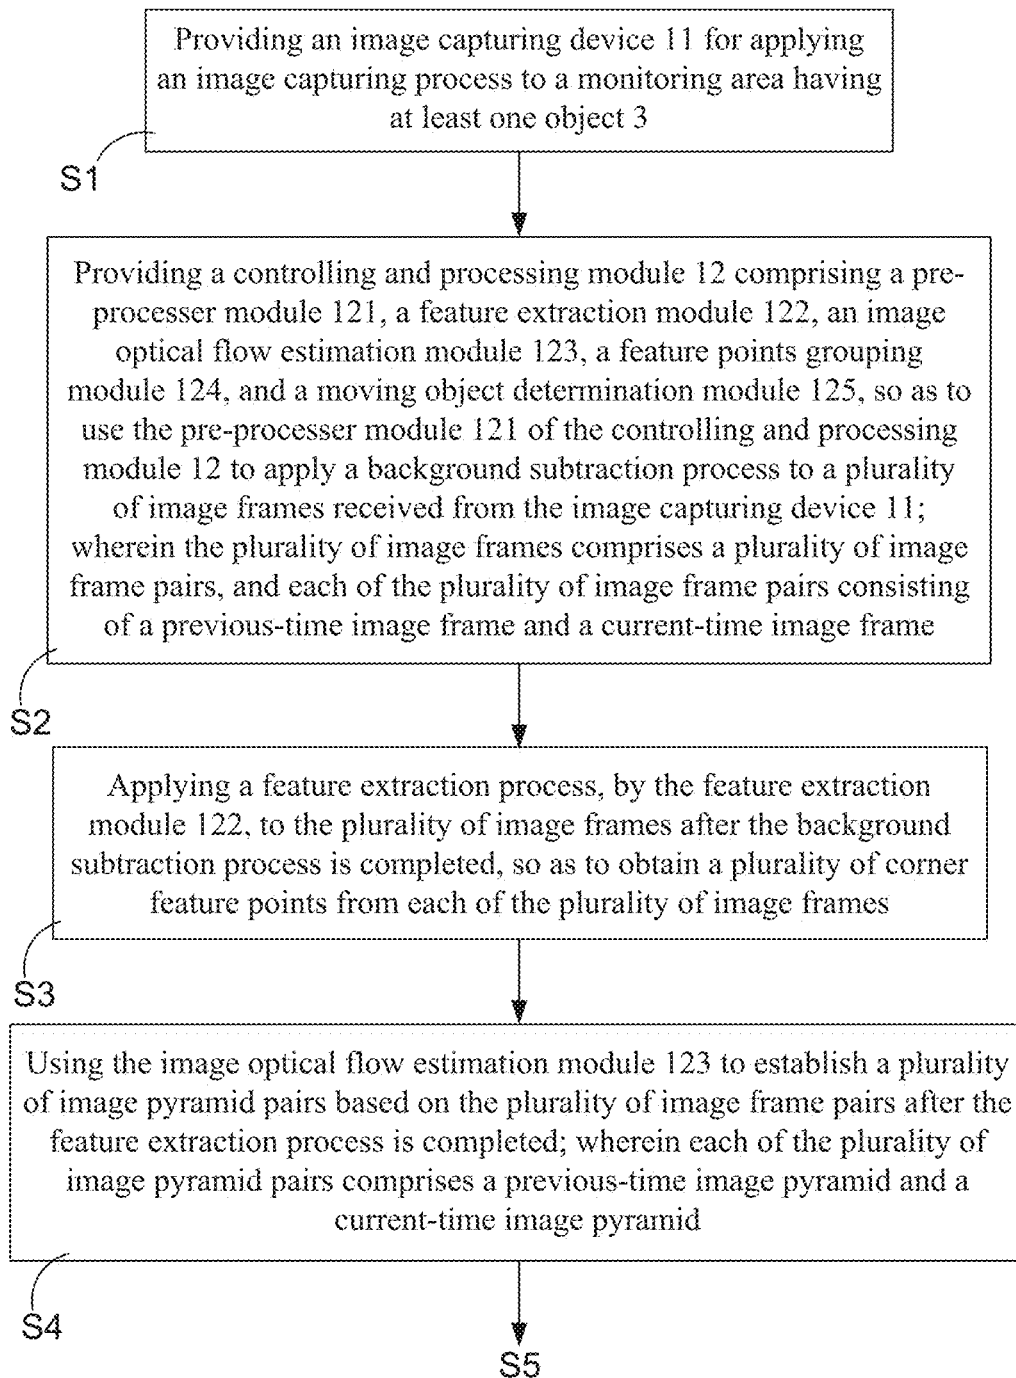 Providing an image capturing device 11 for applying
an image capturing process to a monitoring area having
at least one object 3
S1
Providing a controlling and processing module 12 comprising a pre-
processer module 121, a feature extraction module 122, an image
optical flow estimation module 123, a feature points grouping
module 124, and a moving object determination module 125, so as to
use the pre-processer module 121 of the controlling and processing
module 12 to apply a background subtraction process to a plurality
of image frames received from the image capturing device 11;
wherein the plurality of image frames comprises a plurality of image
frame pairs, and each of the plurality of image frame pairs consisting
of a previous-time image frame and a current-time image frame
S2
Applying a feature extraction process, by the feature extraction
module 122, to the plurality of image frames after the background
subtraction process is completed, so as to obtain a plurality of corner
feature points from each of the plurality of image frames
S3
Using the image optical flow estimation module 123 to establish a plurality
of image pyramid pairs based on the plurality of image frame pairs after the
feature extraction process is completed; wherein each of the plurality of
image pyramid pairs comprises a previous-time image pyramid and a
current-time image pyramid
S4
S5